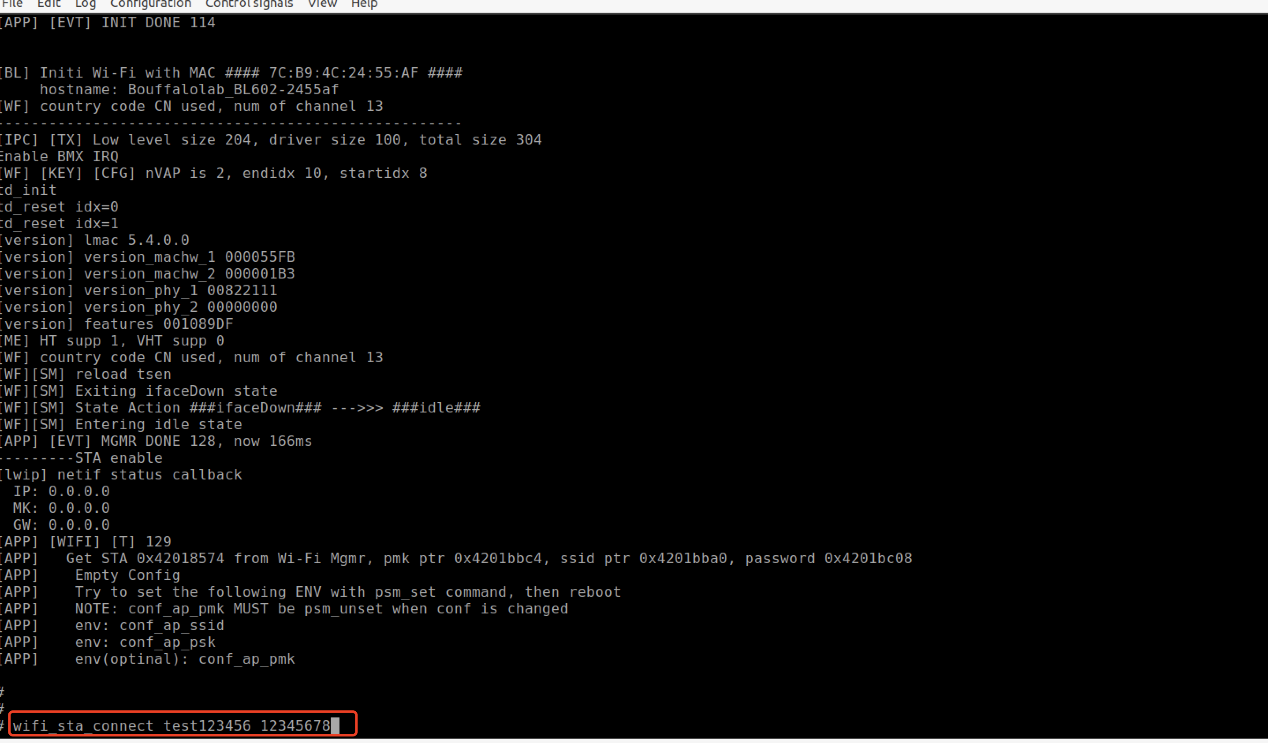 File Edit Log Configuration Control signals View Help
[APP] [EVT] INIT DONE 114
[BL] Initi Wi-Fi with MAC #### 7C:B9:4C:24:55:AF ####
hostname: Bouffalolab_BL602-2455af
[WF] country code CN used, num of channel 13
-----------------------------------------------------
[IPC] [TX] Low level size 204, driver size 100, total size 304
Enable BMX IRQ
[WF] [KEY] [CFG] nVAP is 2, endidx 10, startidx 8
td_init
td_reset idx=0
td_reset idx=1
[version] lmac 5.4.0.0
[version] version_machw_1 000055FB
[version] version_machw_2 000001B3
[version] version_phy_1 00822111
[version] version_phy_2 00000000
[version] features 001089DF
[ME] HT supp 1, VHT supp 0
[WF] country code CN used, num of channel 13
[WF][SM] reload tsen
[WF][SM] Exiting ifaceDown state
[WF][SM] State Action ###ifaceDown### --->>> ###idle###
[WF][SM] Entering idle state
[APP] [EVT] MGMR DONE 128, now 166ms
---------STA enable
[lwip] netif status callback
IP: 0.0.0.0
MK: 0.0.0.0
GW: 0.0.0.0
[APP] [WIFI] [T] 129
[APP] Get STA 0x42018574 from Wi-Fi Mgmr, pmk ptr 0x4201bbc4, ssid ptr 0x4201bba0, password 0x4201bc08
[APP] Empty Config
[APP] Try to set the following ENV with psm_set command, then reboot
[APP] NOTE: conf_ap_pmk MUST be psm_unset when conf is changed
[APP] env: conf_ap_ssid
[APP] env: conf_ap_psk
[APP] env(optinal): conf_ap_pmk
#
#
# wifi_sta_connect test123456 12345678